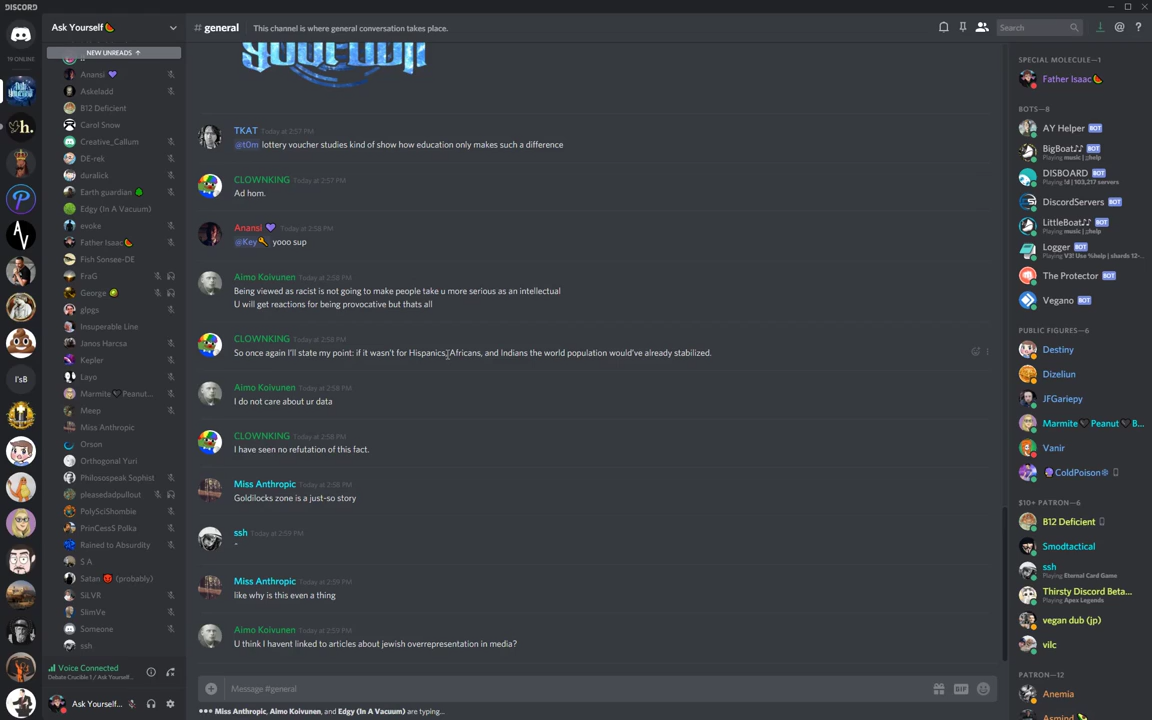 DISCORD
Ask Yourself
NEW UNREADS ↑
19 ONLINE
Anansi
Askeladd
B12 Deficient
Carol Snow
Creative_Callum
DE-rek
duralick
Earth guardian
Edgy (In A Vacuum)
evoke
Father Isaac
Fish Sonsee-DE
FraG
George
glpgs
Insuperable Line
Janos Harcsa
Kepler
Layo
Marmite Peanut...
Meep
Miss Anthropic
Orson
Orthogonal Yuri
Philosospeak Sophist
pleasedadpullout
PolySciShombie
PrinCess5 Polka
Rained to Absurdity
S A
Satan (probably)
SiLVR
SlimVe
Someone
ssh
Voice Connected
Debate Crucible 1 / Ask Yourself...
Ask Yourself...
h.
AV
I'sB
# general
This channel is where general conversation takes place.
Search
TKAT Today at 2:57 PM
@t0m lottery voucher studies kind of show how education only makes such a difference
CLOWNKING Today at 2:57 PM
Ad hom.
Anansi Today at 2:58 PM
@Key yooo sup
Aimo Koivunen Today at 2:58 PM
Being viewed as racist is not going to make people take u more serious as an intellectual
U will get reactions for being provocative but thats all
CLOWNKING Today at 2:58 PM
So once again I'll state my point: if it wasn't for Hispanics, Africans, and Indians the world population would've already stabilized.
Aimo Koivunen Today at 2:58 PM
I do not care about ur data
CLOWNKING Today at 2:58 PM
I have seen no refutation of this fact.
Miss Anthropic Today at 2:58 PM
Goldilocks zone is a just-so story
ssh Today at 2:59 PM
^
Miss Anthropic Today at 2:59 PM
like why is this even a thing
Aimo Koivunen Today at 2:59 PM
U think I havent linked to articles about jewish overrepresentation in media?
Message #general
GIF
Miss Anthropic, Aimo Koivunen, and Edgy (In A Vacuum) are typing...
SPECIAL MOLECULE—1
Father Isaac
BOTS—8
AY Helper BOT
BigBoat♪♪ BOT
Playing music | ;;help
DISBOARD BOT
Playing !d | 103,217 servers
DiscordServers BOT
LittleBoat♪♪ BOT
Playing music | ;;help
Logger BOT
Playing V3! Use %help | shards 12-...
The Protector BOT
Vegano BOT
PUBLIC FIGURES—6
Destiny
Dizeliun
JFGariepy
Marmite Peanut B...
Vanir
ColdPoison
$10+ PATRON—6
B12 Deficient
Smodtactical
ssh
Playing Eternal Card Game
Thirsty Discord Beta...
Playing Apex Legends
vegan dub (jp)
vilc
PATRON—12
Anemia
Asmind